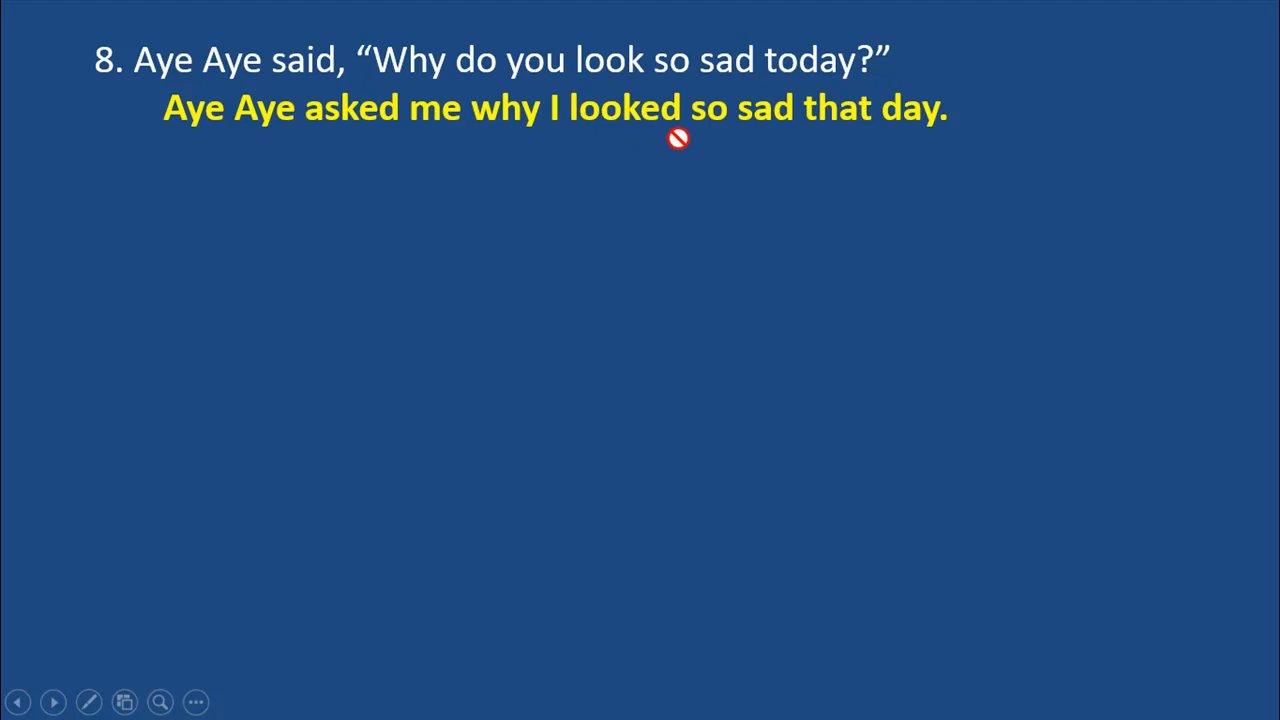 8. Aye Aye said, “Why do you look so sad today?”
Aye Aye asked me why I looked so sad that day.